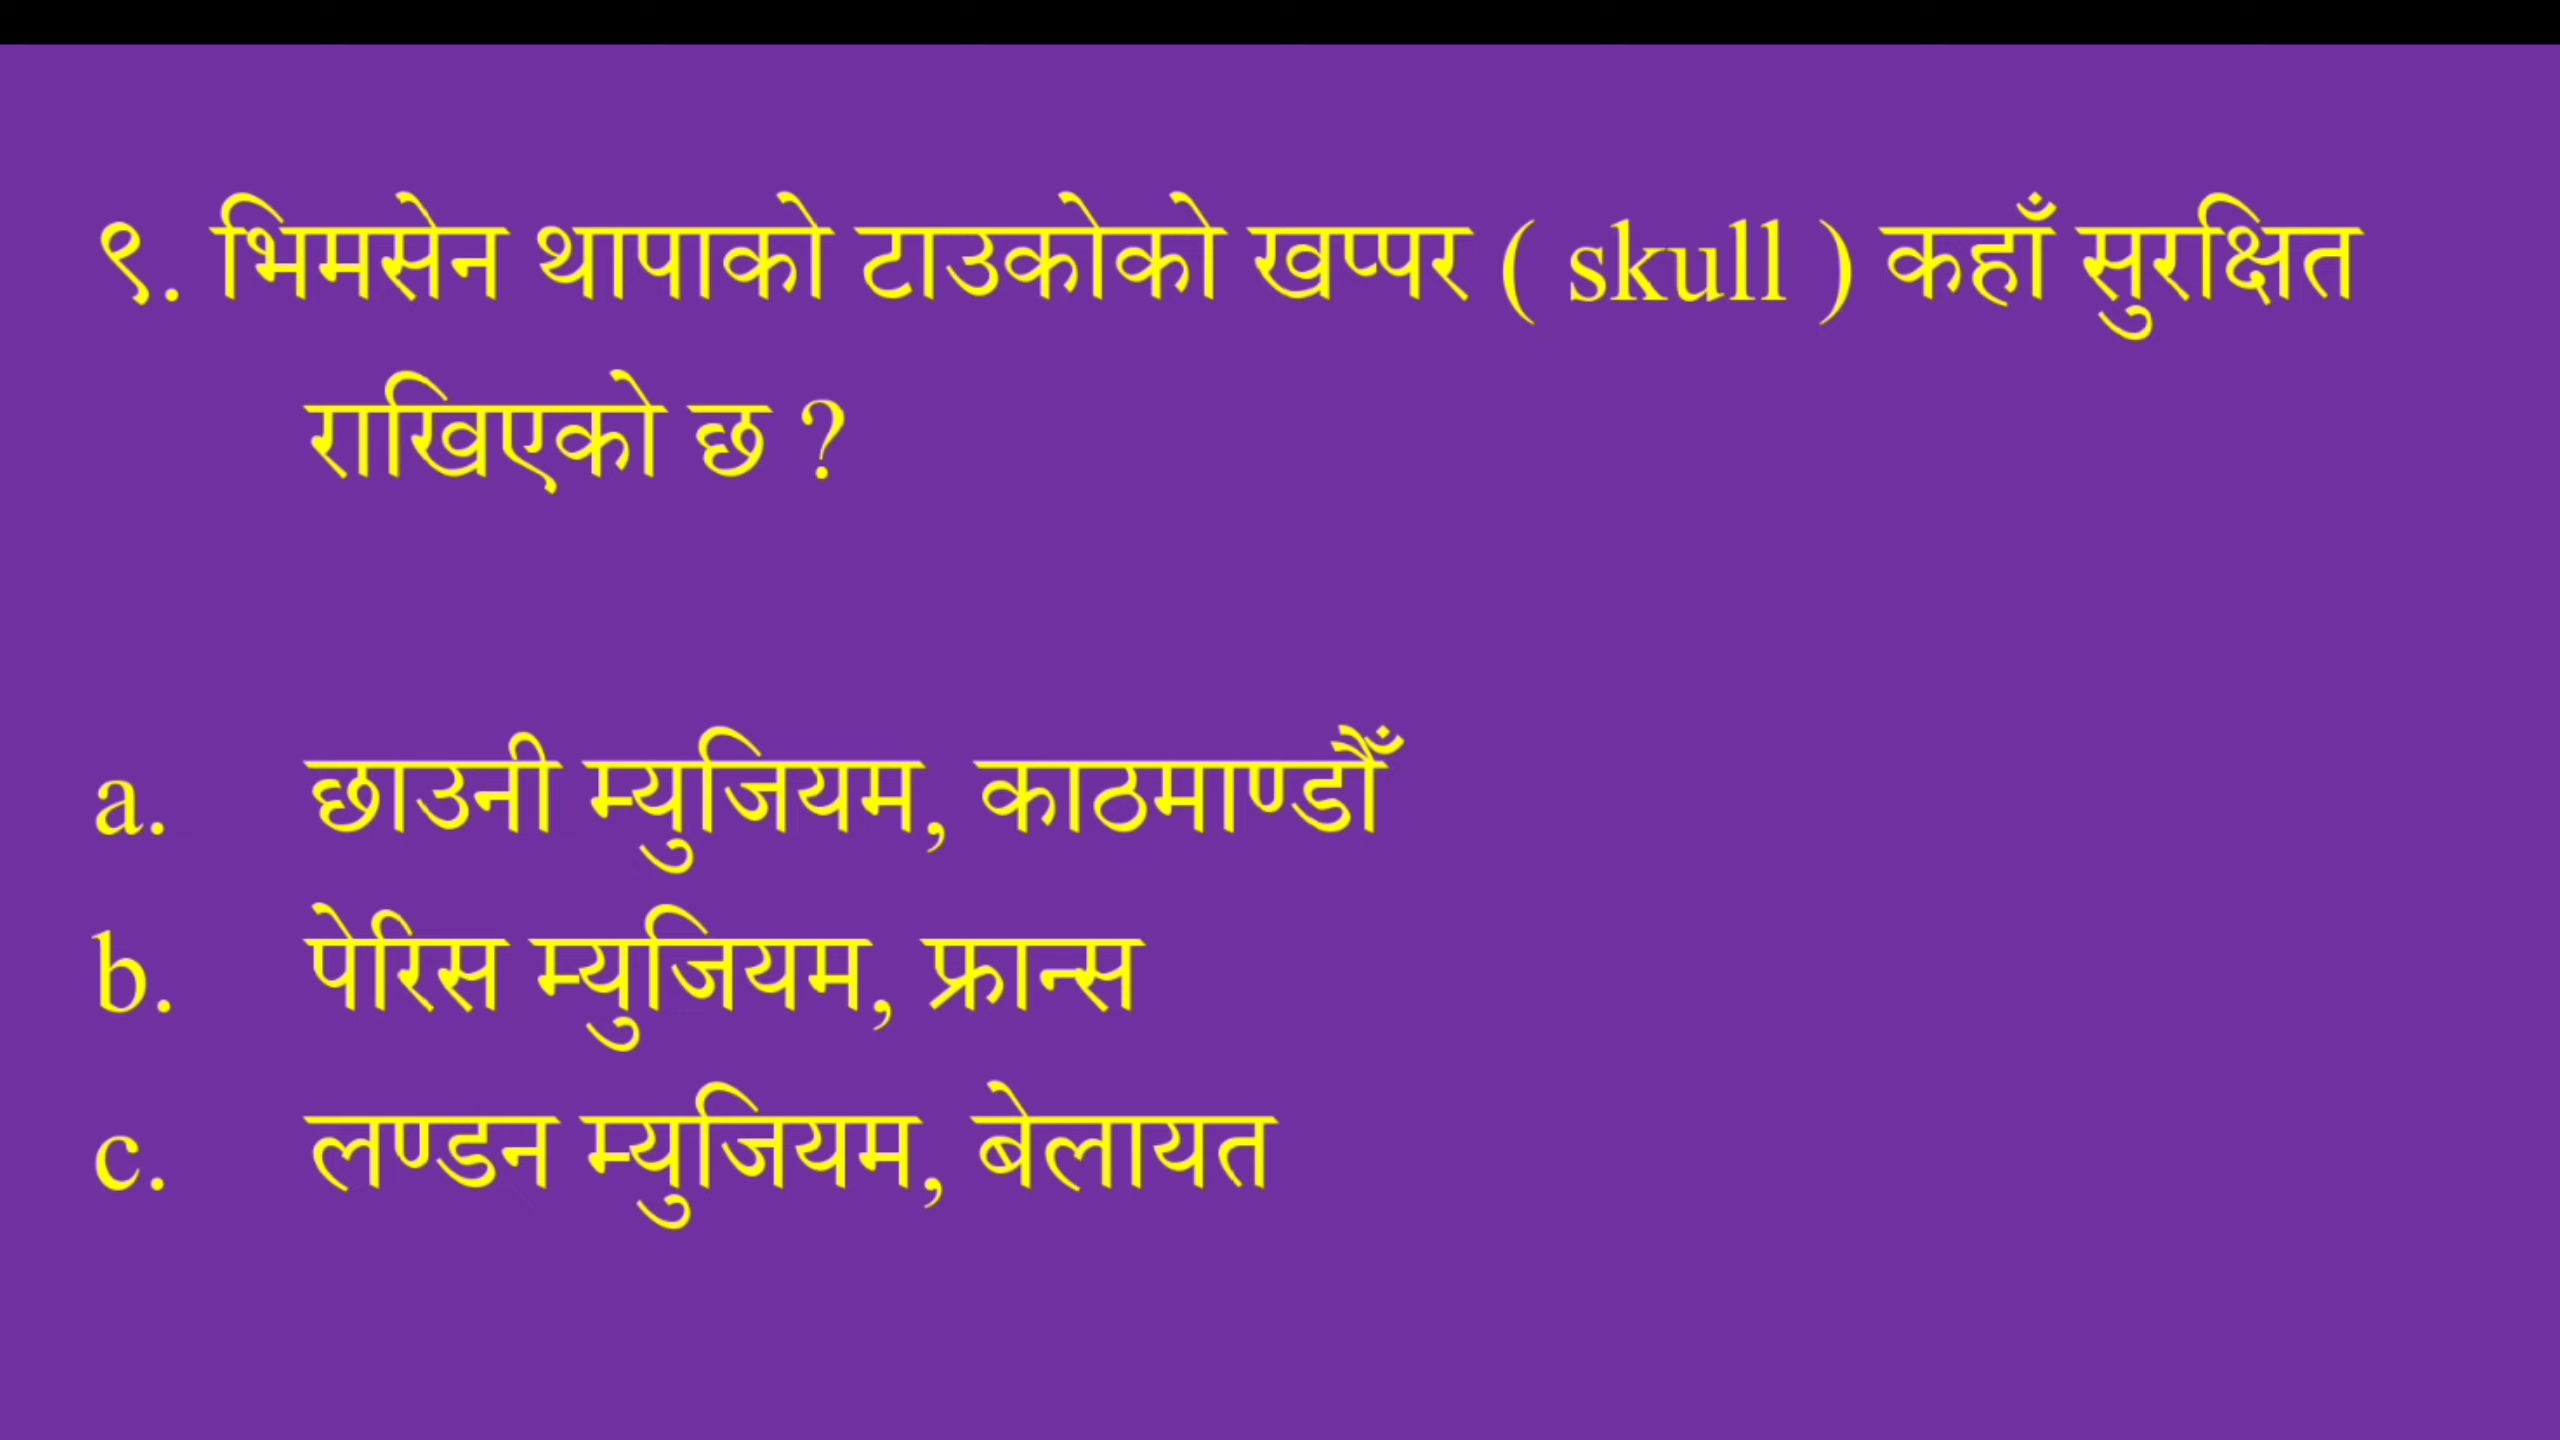 ९. भिमसेन थापाको टाउकोको खप्पर ( skull ) कहाँ सुरक्षित
राखिएको छ ?
a. छाउनी म्युजियम, काठमाण्डौँ
b. पेरिस म्युजियम, फ्रान्स
c. लण्डन म्युजियम, बेलायत